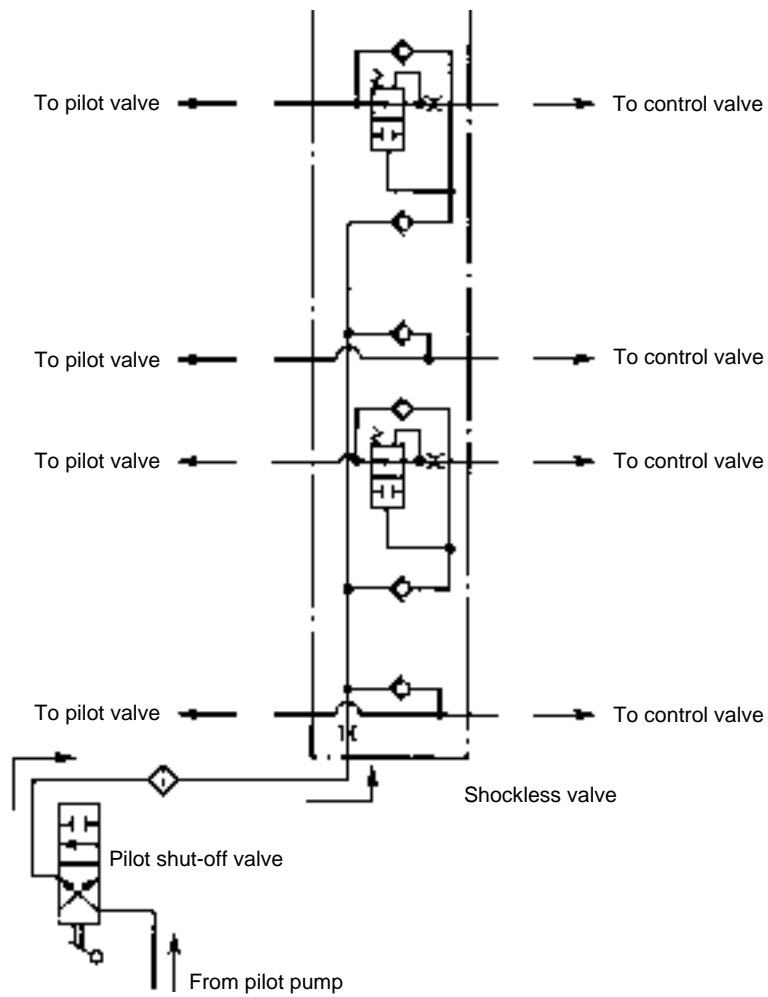 To pilot valve
To control valve
To pilot valve
To control valve
To pilot valve
To control valve
To pilot valve
To control valve
Shockless valve
Pilot shut-off valve
From pilot pump